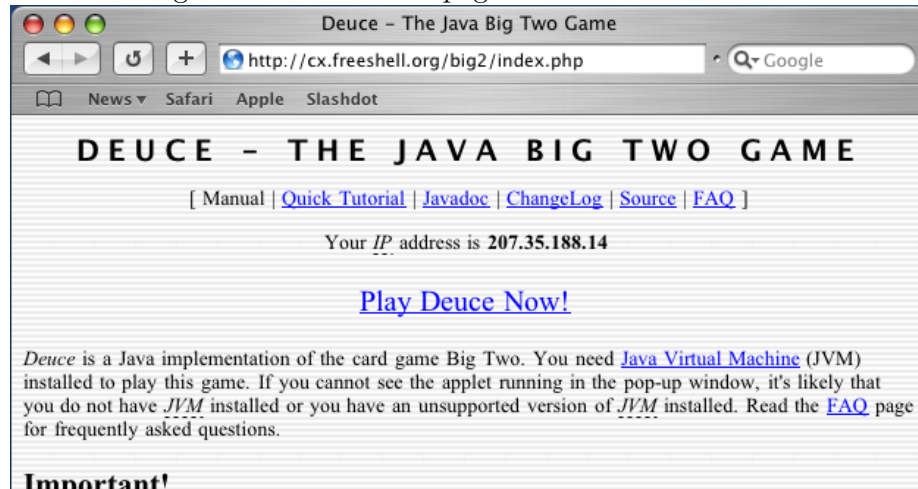 Deuce – The Java Big Two Game
http://cx.freeshell.org/big2/index.php
Google
News Safari Apple Slashdot
DEUCE – THE JAVA BIG TWO GAME
[ Manual | Quick Tutorial | Javadoc | ChangeLog | Source | FAQ ]
Your IP address is 207.35.188.14
Play Deuce Now!
Deuce is a Java implementation of the card game Big Two. You need Java Virtual Machine (JVM)
installed to play this game. If you cannot see the applet running in the pop-up window, it's likely that
you do not have JVM installed or you have an unsupported version of JVM installed. Read the FAQ page
for frequently asked questions.
Important!